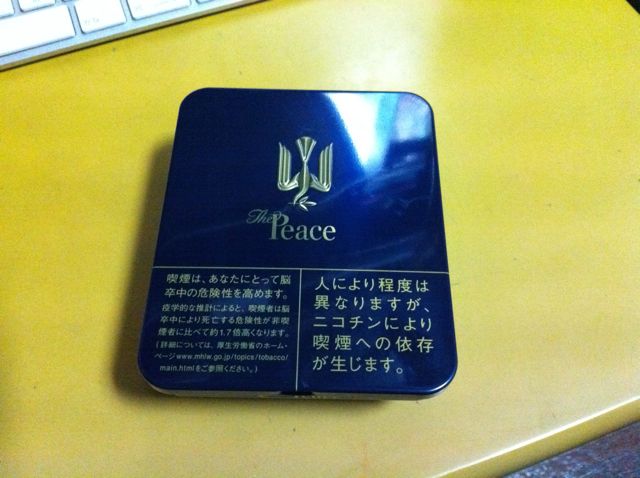 The Peace
喫煙は、あなたにとって脳
卒中の危険性を高めます。
疫学的な推計によると、喫煙者は脳
卒中により死亡する危険性が非喫
煙者に比べて約1.7倍高くなります。
(詳細については、厚生労働省のホーム・
ページwww.mhlw.go.jp/topics/tobacco/
main.htmlをご参照ください。)
人により程度は
異なりますが、
ニコチンにより
喫煙への依存
が生じます。